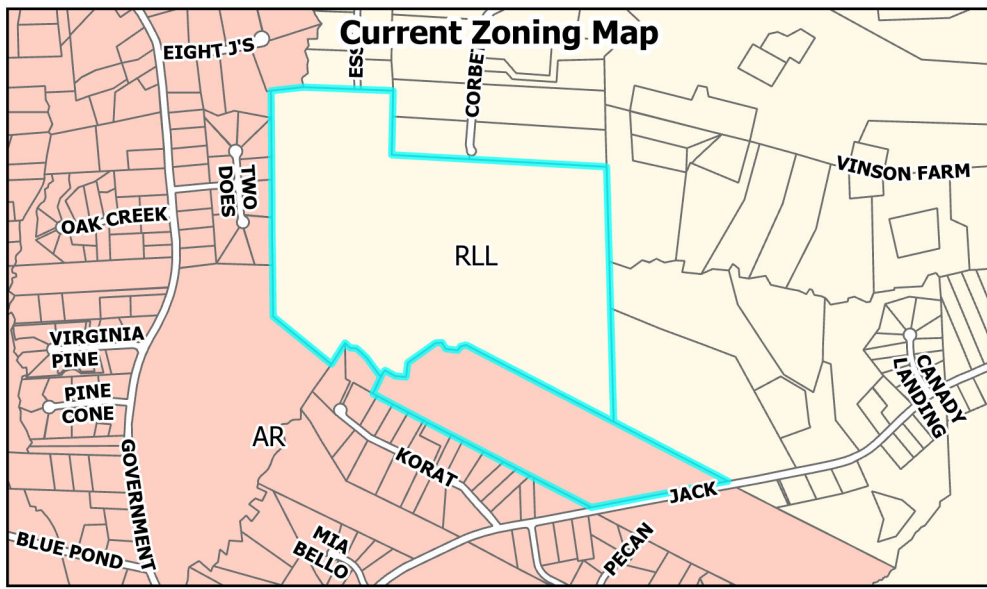 Current Zoning Map
EIGHT J'S
TWO
DOES
OAK CREEK
VINSON FARM
RLL
VIRGINIA
PINE
PINE
CONE
CANADY
LANDING
AR
GOVERNMENT
KORAT
JACK
BLUE POND
MIA
BELLO
PECAN